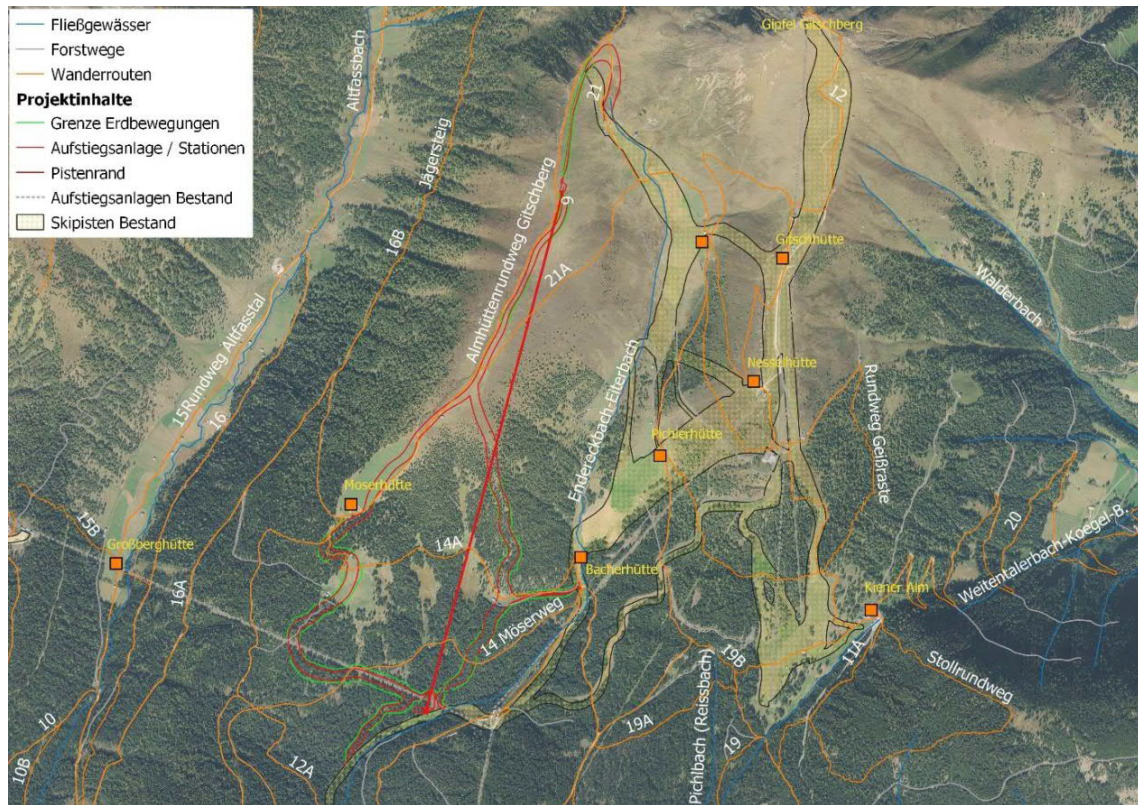 Fließgewässer
Forstwege
Wanderrouten
Projektinhalte
Grenze Erdbewegungen
Aufstiegsanlage / Stationen
Pistenrand
Aufstiegsanlagen Bestand
Skipisten Bestand
Altfassbach
Gipfel Gitschberg
12
21
Jägersteig
16B
9
Almhüttenrundweg Gitschberg
21A
Gitschhütte
Walderbach
15Rundweg Altfasstal
16
Endereckbach-Eiterbach
Nesselhütte
Rundweg Geißraste
Pichlerhütte
Moserhütte
15B
Großberghütte
16A
14A
Bacherhütte
20
Weitentalerbach-Koegel-B.
Kiener Alm
14 Möserweg
11A
19B
Stollrundweg
10
10B
12A
19A
Pichlbach (Reissbach)
19